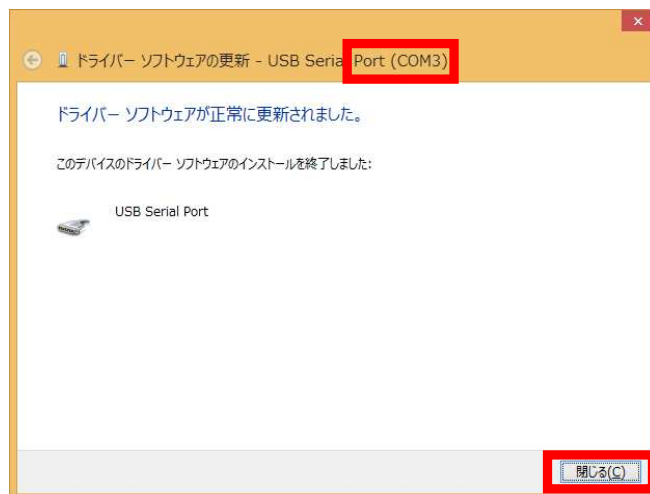 ドライバー ソフトウェアの更新 - USB Serial Port (COM3)
ドライバー ソフトウェアが正常に更新されました。
このデバイスのドライバー ソフトウェアのインストールを終了しました:
USB Serial Port
閉じる(C)